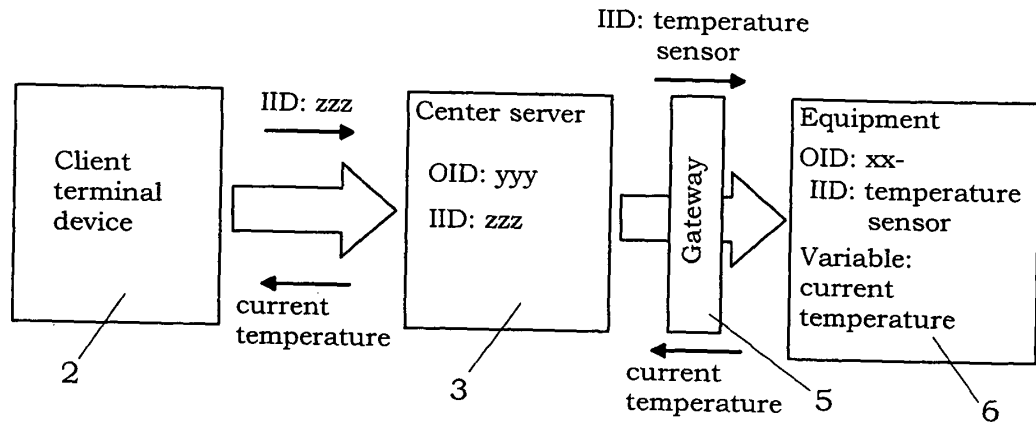 IID: temperature
sensor
IID: zzz
Client
terminal
device
current
temperature
2
Center server
OID: yyy
IID: zzz
3
Gateway
current
temperature
5
Equipment
OID: xx-
IID: temperature
sensor
Variable:
current
temperature
6